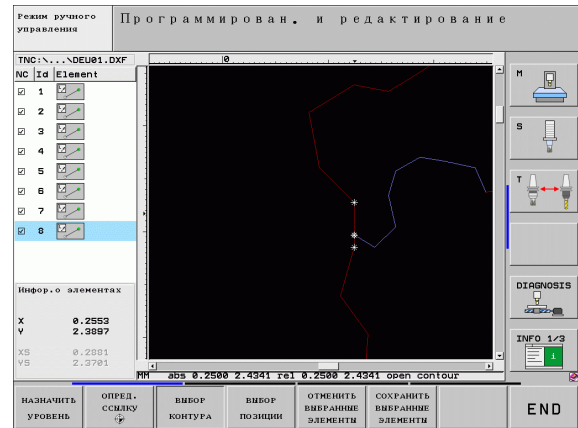 Режим ручного
управления
Программирован. и редактирование
TNC:\...\DEU01.DXF
0
NC Id Element
1
2
3
4
5
6
7
8
Инфор.о элементах
X 0.2553
Y 2.3897
XS 0.2881
YS 2.3701
MM abs 0.2500 2.4341 rel 0.2500 2.4341 open contour
M
S
T
DIAGNOSIS
INFO 1/3
i
НАЗНАЧИТЬ
УРОВЕНЬ
ОПРЕД.
ССЫЛКУ
ВЫБОР
КОНТУРА
ВЫБОР
ПОЗИЦИИ
ОТМЕНИТЬ
ВЫБРАННЫЕ
ЭЛЕМЕНТЫ
СОХРАНИТЬ
ВЫБРАННЫЕ
ЭЛЕМЕНТЫ
END